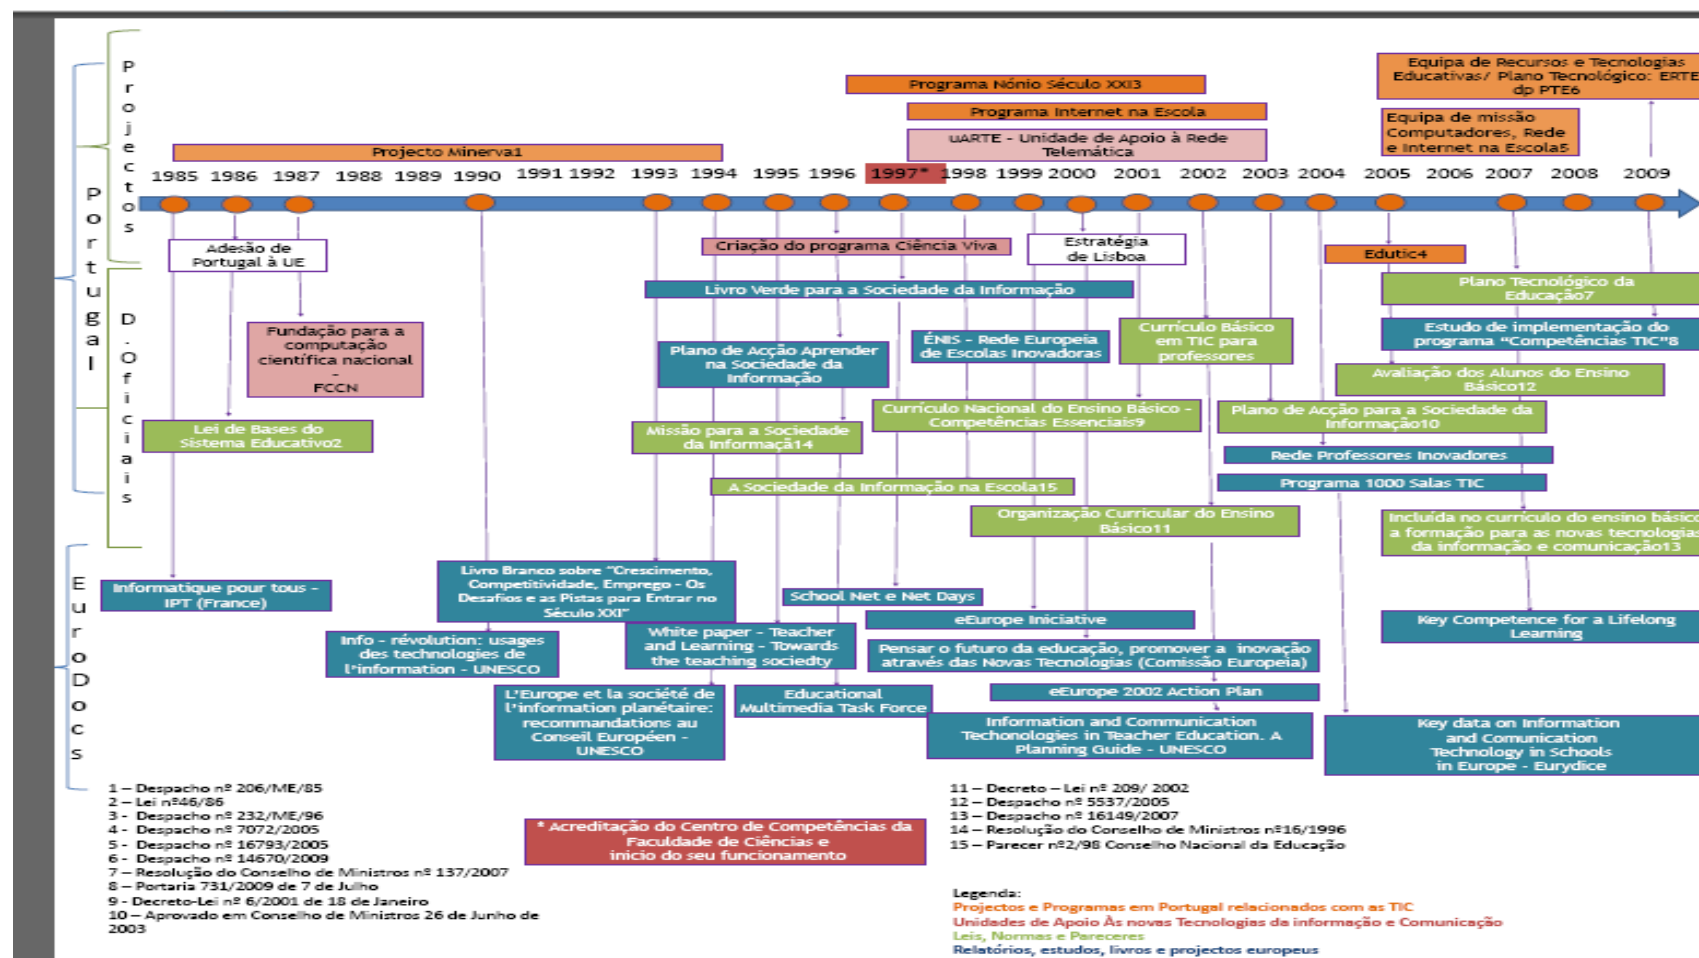 Projectos
Portugal
D.Oficiais
EuroDocs
Equipa de Recursos e Tecnologias
Educativas/ Plano Tecnológico: ERTE
dp PTE6
Programa Nónio Século XXI3
Programa Internet na Escola
Equipa de missão
Computadores, Rede
e Internet na Escola5
uARTE - Unidade de Apoio à Rede
Telemática
Projecto Minerva1
1985 1986 1987 1988 1989 1990 1991 1992 1993 1994 1995 1996 1997* 1998 1999 2000 2001 2002 2003 2004 2005 2006 2007 2008 2009
Adesão de
Portugal à UE
Criação do programa Ciência Viva
Estratégia
de Lisboa
Edutic4
Livro Verde para a Sociedade da Informação
Plano Tecnológico da
Educação7
Fundação para a
computação
científica nacional -
FCCN
Plano de Acção Aprender
na Sociedade da
Informação
ÉNIS - Rede Europeia
de Escolas Inovadoras
Currículo Básico
em TIC para
professores
Estudo de implementação do
programa “Competências TIC”8
Avaliação dos Alunos do Ensino
Básico12
Lei de Bases do
Sistema Educativo2
Missão para a Sociedade
da Informaçã14
Currículo Nacional do Ensino Básico -
Competências Essenciais9
Plano de Acção para a Sociedade da
Informação10
Rede Professores Inovadores
A Sociedade da Informação na Escola15
Programa 1000 Salas TIC
Organização Curricular do Ensino
Básico11
Incluída no currículo do ensino básico
a formação para as novas tecnologias
da informação e comunicação13
Informatique pour tous -
IPT (France)
Livro Branco sobre “Crescimento,
Competitividade, Emprego - Os
Desafios e as Pistas para Entrar no
Século XXI”
School Net e Net Days
eEurope Iniciative
Key Competence for a Lifelong
Learning
Info - révolution: usages
des technologies de
l’information - UNESCO
White paper - Teacher
and Learning - Towards
the teaching sociedty
Pensar o futuro da educação, promover a inovação
através das Novas Tecnologias (Comissão Europeia)
L’Europe et la société de
l’information planétaire:
recommandations au
Conseil Européen -
UNESCO
Educational
Multimedia Task Force
eEurope 2002 Action Plan
Information and Communication
Techonologies in Teacher Education. A
Planning Guide - UNESCO
Key data on Information
and Comunication
Technology in Schools
in Europe - Eurydice
1 – Despacho nº 206/ME/85
2 – Lei nº46/86
3 - Despacho nº 232/ME/96
4 - Despacho nº 7072/2005
5 - Despacho nº 16793/2005
6 - Despacho nº 14670/2009
7 – Resolução do Conselho de Ministros nº 137/2007
8 – Portaria 731/2009 de 7 de Julho
9 - Decreto-Lei nº 6/2001 de 18 de Janeiro
10 – Aprovado em Conselho de Ministros 26 de Junho de
2003
* Acreditação do Centro de Competências da
Faculdade de Ciências e
inicio do seu funcionamento
11 – Decreto – Lei nº 209/ 2002
12 – Despacho nº 5537/2005
13 – Despacho nº 16149/2007
14 – Resolução do Conselho de Ministros nº16/1996
15 – Parecer nº2/98 Conselho Nacional da Educação
Legenda:
Projectos e Programas em Portugal relacionados com as TIC
Unidades de Apoio Às novas Tecnologias da informação e Comunicação
Leis, Normas e Pareceres
Relatórios, estudos, livros e projectos europeus